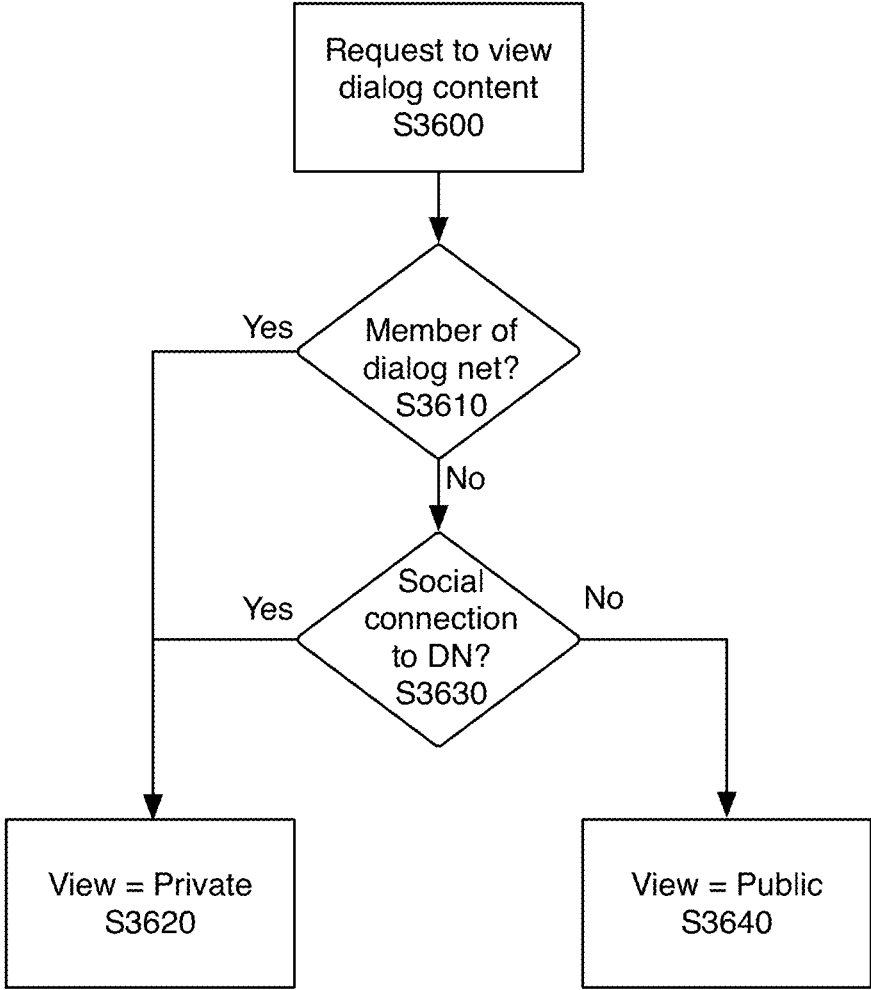 Request to view
dialog content
S3600
Yes
Member of
dialog net?
S3610
No
Yes
Social
connection
to DN?
S3630
No
View = Private
S3620
View = Public
S3640